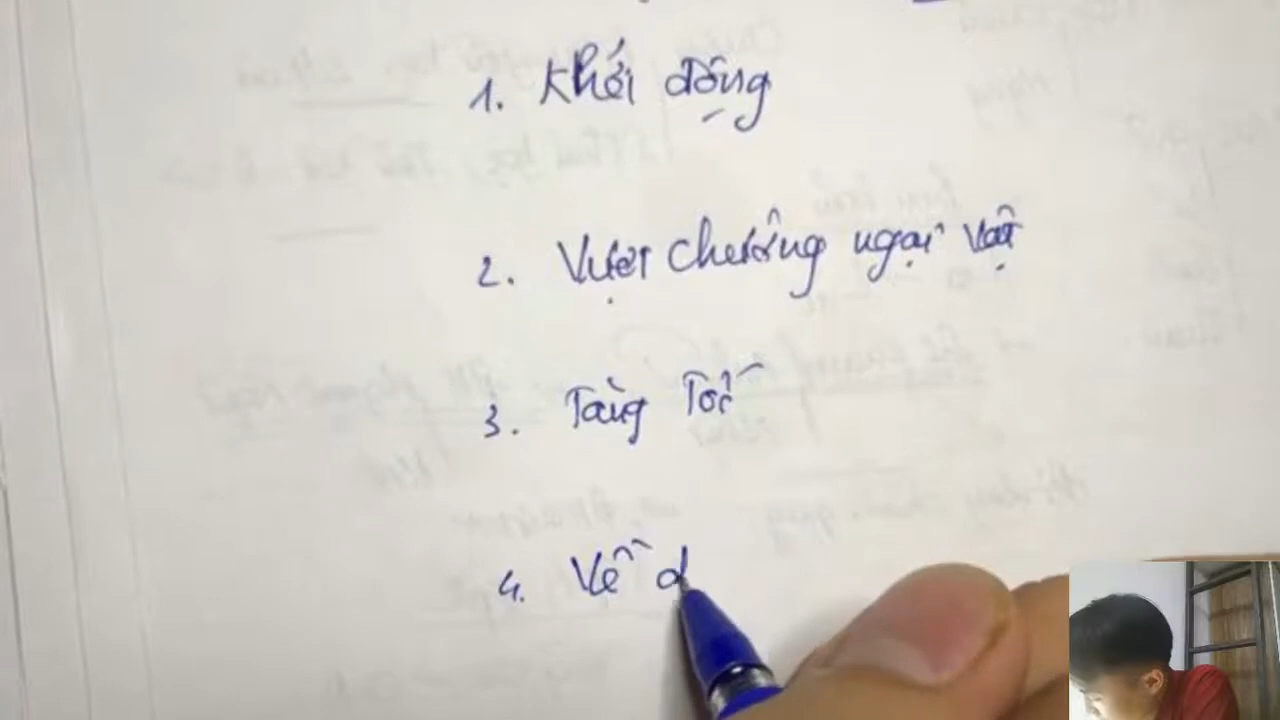 1. Khởi động
2. Vượt chướng ngại vật
3. Tăng Tốc
4. Về d